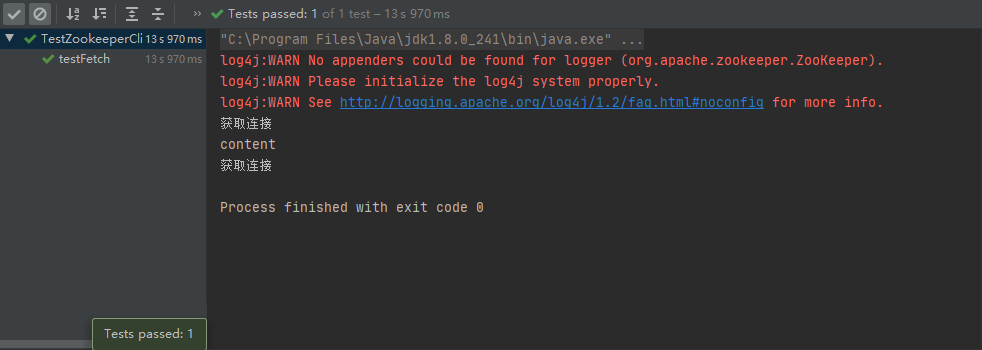 Tests passed: 1 of 1 test – 13 s 970 ms
TestZookeeperCli 13 s 970 ms
testFetch 13 s 970 ms
"C:\Program Files\Java\jdk1.8.0_241\bin\java.exe" ...
log4j:WARN No appenders could be found for logger (org.apache.zookeeper.ZooKeeper).
log4j:WARN Please initialize the log4j system properly.
log4j:WARN See http://logging.apache.org/log4j/1.2/faq.html#noconfig for more info.
获取连接
content
获取连接
Process finished with exit code 0
Tests passed: 1